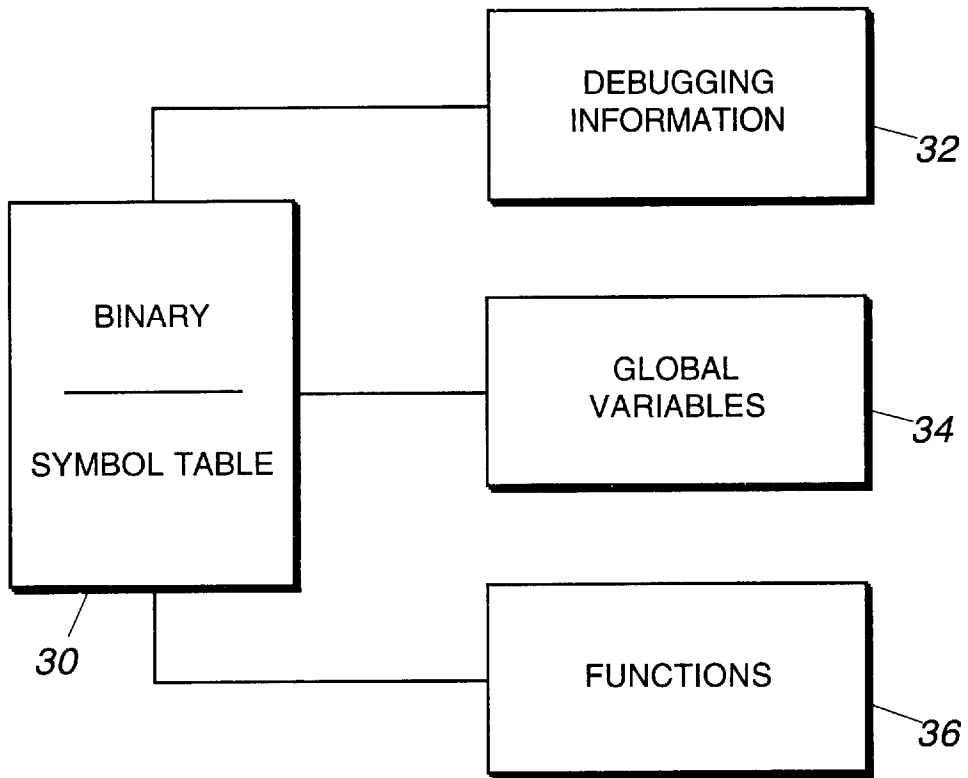 DEBUGGING
INFORMATION
32
BINARY
SYMBOL TABLE
30
GLOBAL
VARIABLES
34
FUNCTIONS
36